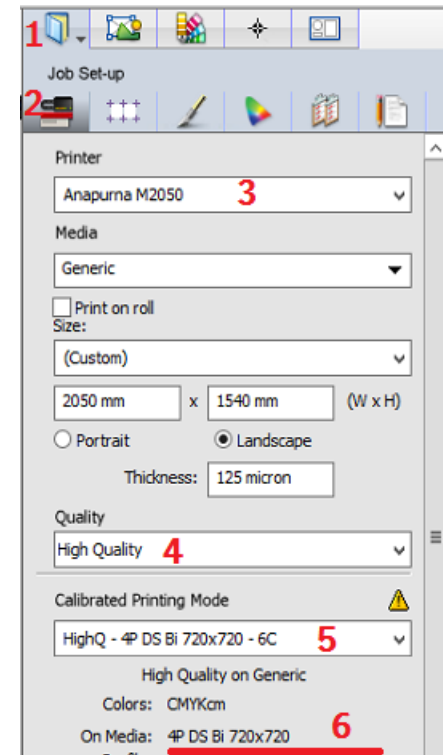 1
Job Set-up
2
Printer
Anapurna M2050 3
Media
Generic
Print on roll
Size:
(Custom)
2050 mm x 1540 mm (W x H)
Portrait Landscape
Thickness: 125 micron
Quality
High Quality 4
Calibrated Printing Mode
HighQ - 4P DS Bi 720x720 - 6C 5
High Quality on Generic
Colors: CMYKcm
On Media: 4P DS Bi 720x720 6